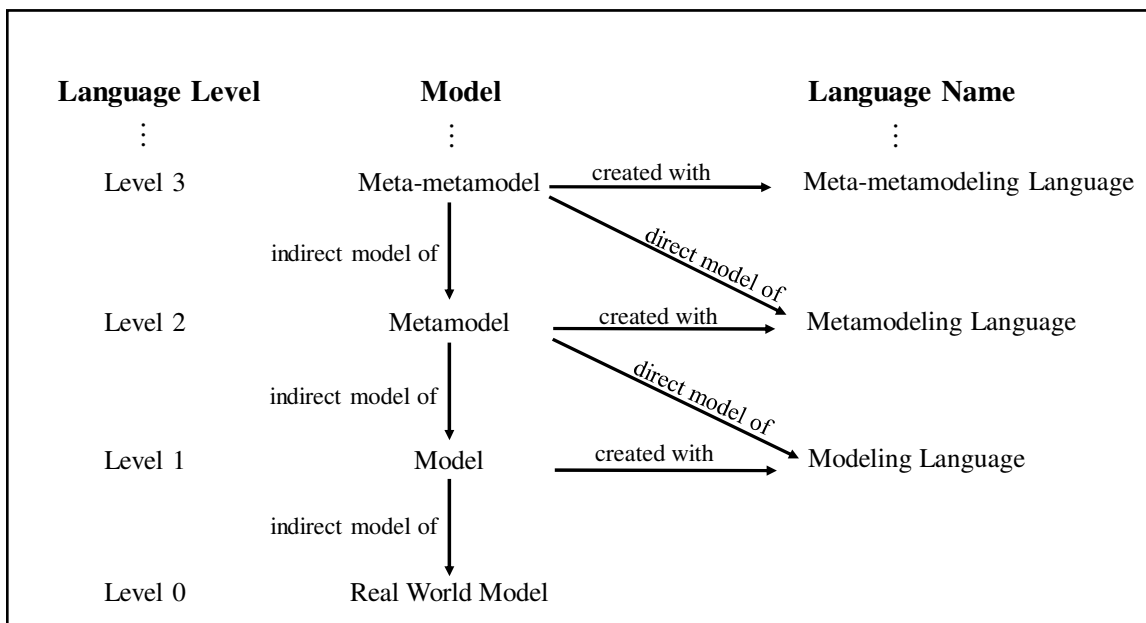 Language Level Model Language Name
⋮ ⋮ ⋮
Level 3 Meta-metamodel created with Meta-metamodeling Language
indirect model of direct model of
Level 2 Metamodel created with Metamodeling Language
indirect model of direct model of
Level 1 Model created with Modeling Language
indirect model of
Level 0 Real World Model